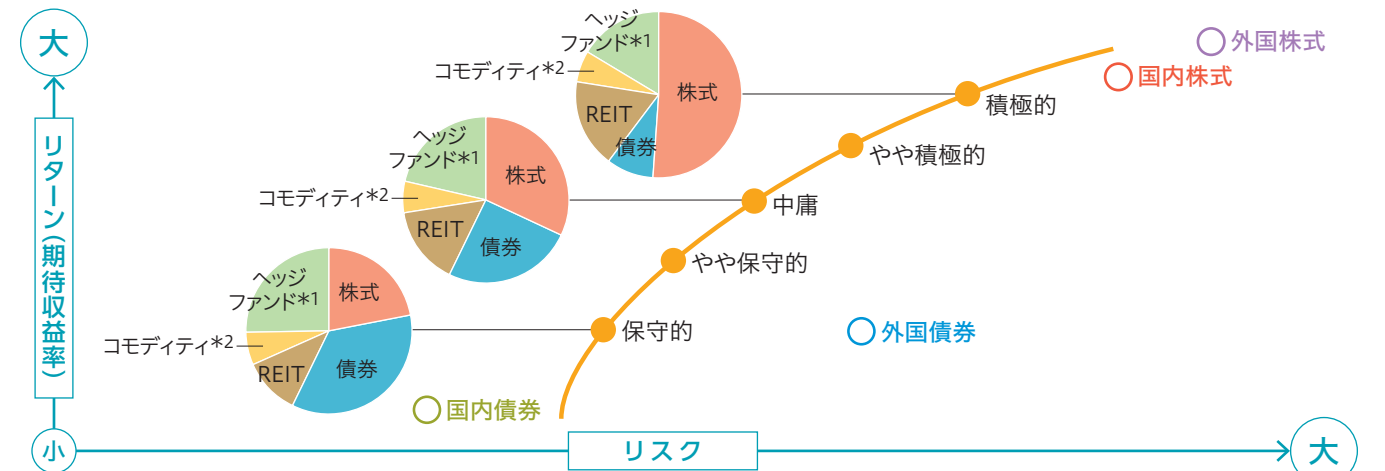 大
リターン(期待収益率)
小
リスク
大
ヘッジ
ファンド*1
コモディティ*2
REIT
債券
株式
ヘッジ
ファンド*1
コモディティ*2
REIT
債券
株式
ヘッジ
ファンド*1
コモディティ*2
REIT
債券
株式
外国株式
国内株式
積極的
やや積極的
中庸
やや保守的
保守的
外国債券
国内債券